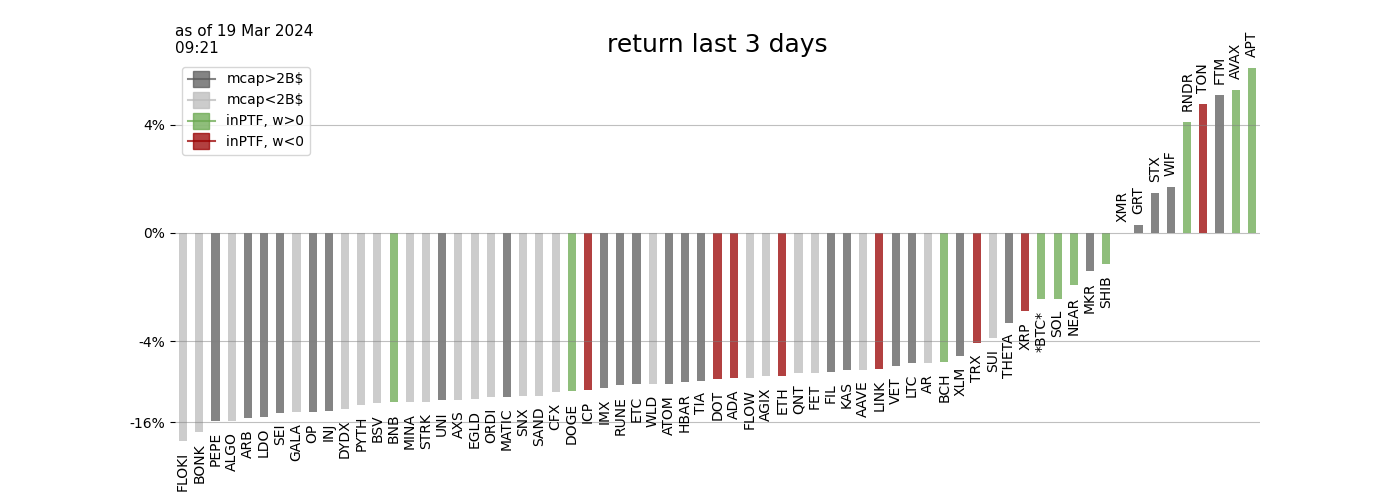 as of 19 Mar 2024
09:21
return last 3 days
mcap>2B$
mcap<2B$
inPTF, w>0
inPTF, w<0
4%
0%
-4%
-16%
FLOKI
BONK
PEPE
ALGO
ARB
LDO
SEI
GALA
OP
INJ
DYDX
PYTH
BSV
BNB
MINA
STRK
UNI
AXS
EGLD
ORDI
MATIC
SNX
SAND
CFX
DOGE
ICP
IMX
RUNE
ETC
WLD
ATOM
HBAR
TIA
DOT
ADA
FLOW
AGIX
ETH
QNT
FET
FIL
KAS
AAVE
LINK
VET
LTC
AR
BCH
XLM
TRX
SUI
THETA
XRP
*BTC*
SOL
NEAR
MKR
SHIB
XMR
GRT
STX
WIF
RNDR
TON
FTM
AVAX
APT